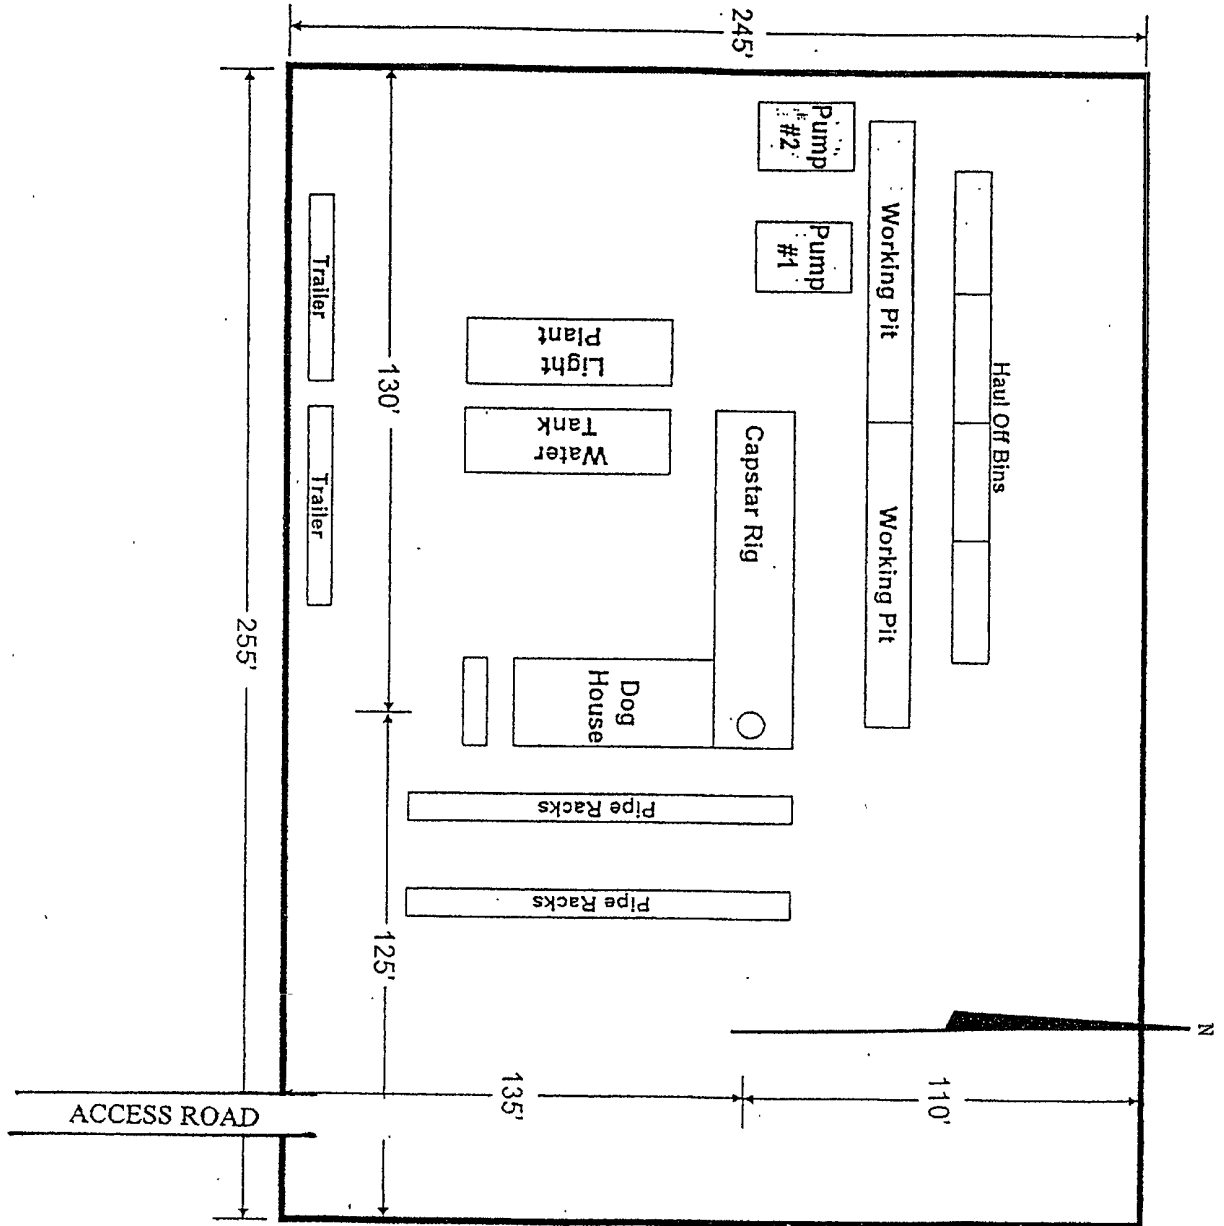 245'
Pump
#2
Pump
#1
Working Pit
Working Pit
Haul Off Bins
Trailer
Trailer
Light
Plant
Water
Tank
Capstar Rig
Dog
House
Pipe Racks
Pipe Racks
130'
125'
255'
135'
110'
N
ACCESS ROAD